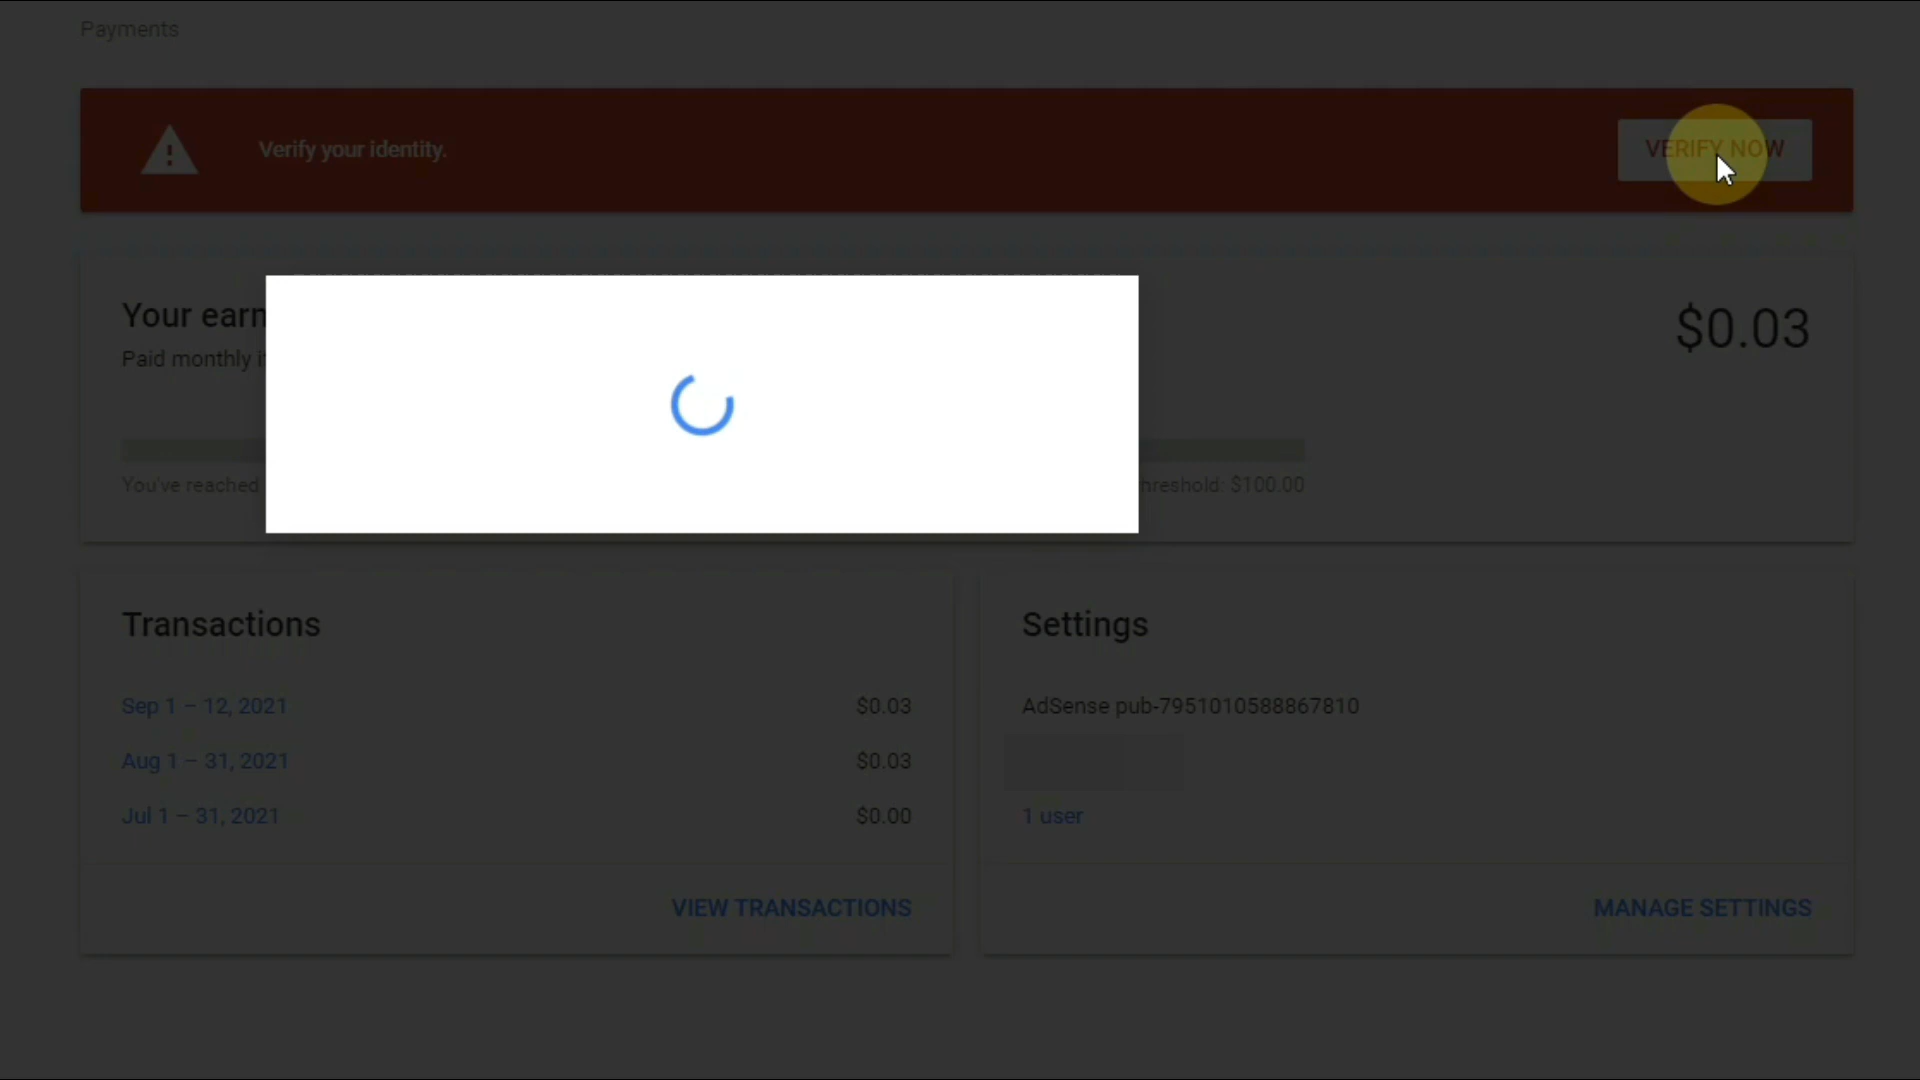 Payments
Verify your identity.
VERIFY NOW
Your earn
$0.03
Paid monthly i
You've reached
hreshold: $100.00
Transactions
Sep 1 – 12, 2021
$0.03
Aug 1 – 31, 2021
$0.03
Jul 1 – 31, 2021
$0.00
VIEW TRANSACTIONS
Settings
AdSense pub-7951010588867810
1 user
MANAGE SETTINGS